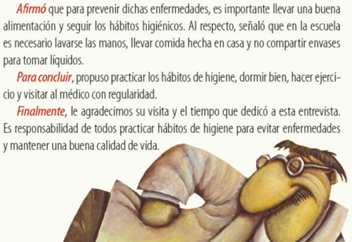 Afirmó que para prevenir dichas enfermedades, es importante llevar una buena
alimentación y seguir los hábitos higiénicos. Al respecto, señaló que en la escuela
es necesario lavarse las manos, llevar comida hecha en casa y no compartir envases
para tomar líquidos.
Para concluir, propuso practicar los hábitos de higiene, dormir bien, hacer ejerci-
cio y visitar al médico con regularidad.
Finalmente, le agradecimos su visita y el tiempo que dedicó a esta entrevista.
Es responsabilidad de todos practicar hábitos de higiene para evitar enfermedades
y mantener una buena calidad de vida.